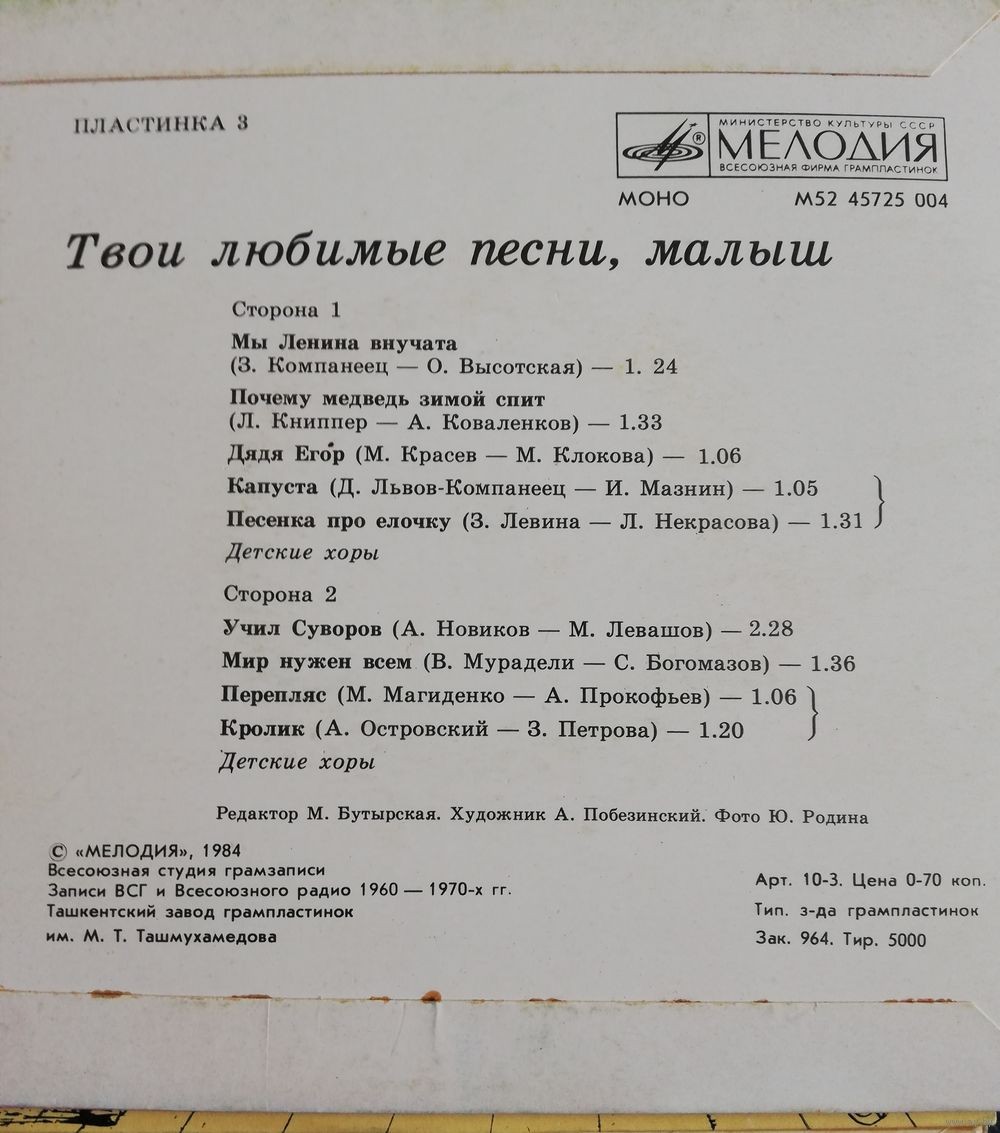 ПЛАСТИНКА 3
МИНИСТЕРСТВО КУЛЬТУРЫ СССР
® МЕЛОДИЯ
ВСЕСОЮЗНАЯ ФИРМА ГРАМПЛАСТИНОК
МОНО М52 45725 004
Твои любимые песни, малыш
Сторона 1
Мы Ленина внучата
(З. Компанеец — О. Высотская) — 1. 24
Почему медведь зимой спит
(Л. Книппер — А. Коваленков) — 1.33
Дядя Егор (М. Красев — М. Клокова) — 1.06
Капуста (Д. Львов-Компанеец — И. Мазнин) — 1.05
Песенка про елочку (З. Левина — Л. Некрасова) — 1.31
Детские хоры
Сторона 2
Учил Суворов (А. Новиков — М. Левашов) — 2.28
Мир нужен всем (В. Мурадели — С. Богомазов) — 1.36
Перепляс (М. Магиденко — А. Прокофьев) — 1.06
Кролик (А. Островский — З. Петрова) — 1.20
Детские хоры
Редактор М. Бутырская. Художник А. Побезинский. Фото Ю. Родина
© «МЕЛОДИЯ», 1984
Всесоюзная студия грамзаписи
Записи ВСГ и Всесоюзного радио 1960 — 1970-х гг.
Ташкентский завод грампластинок
им. М. Т. Ташмухамедова
Арт. 10-3. Цена 0-70 коп.
Тип. з-да грампластинок
Зак. 964. Тир. 5000